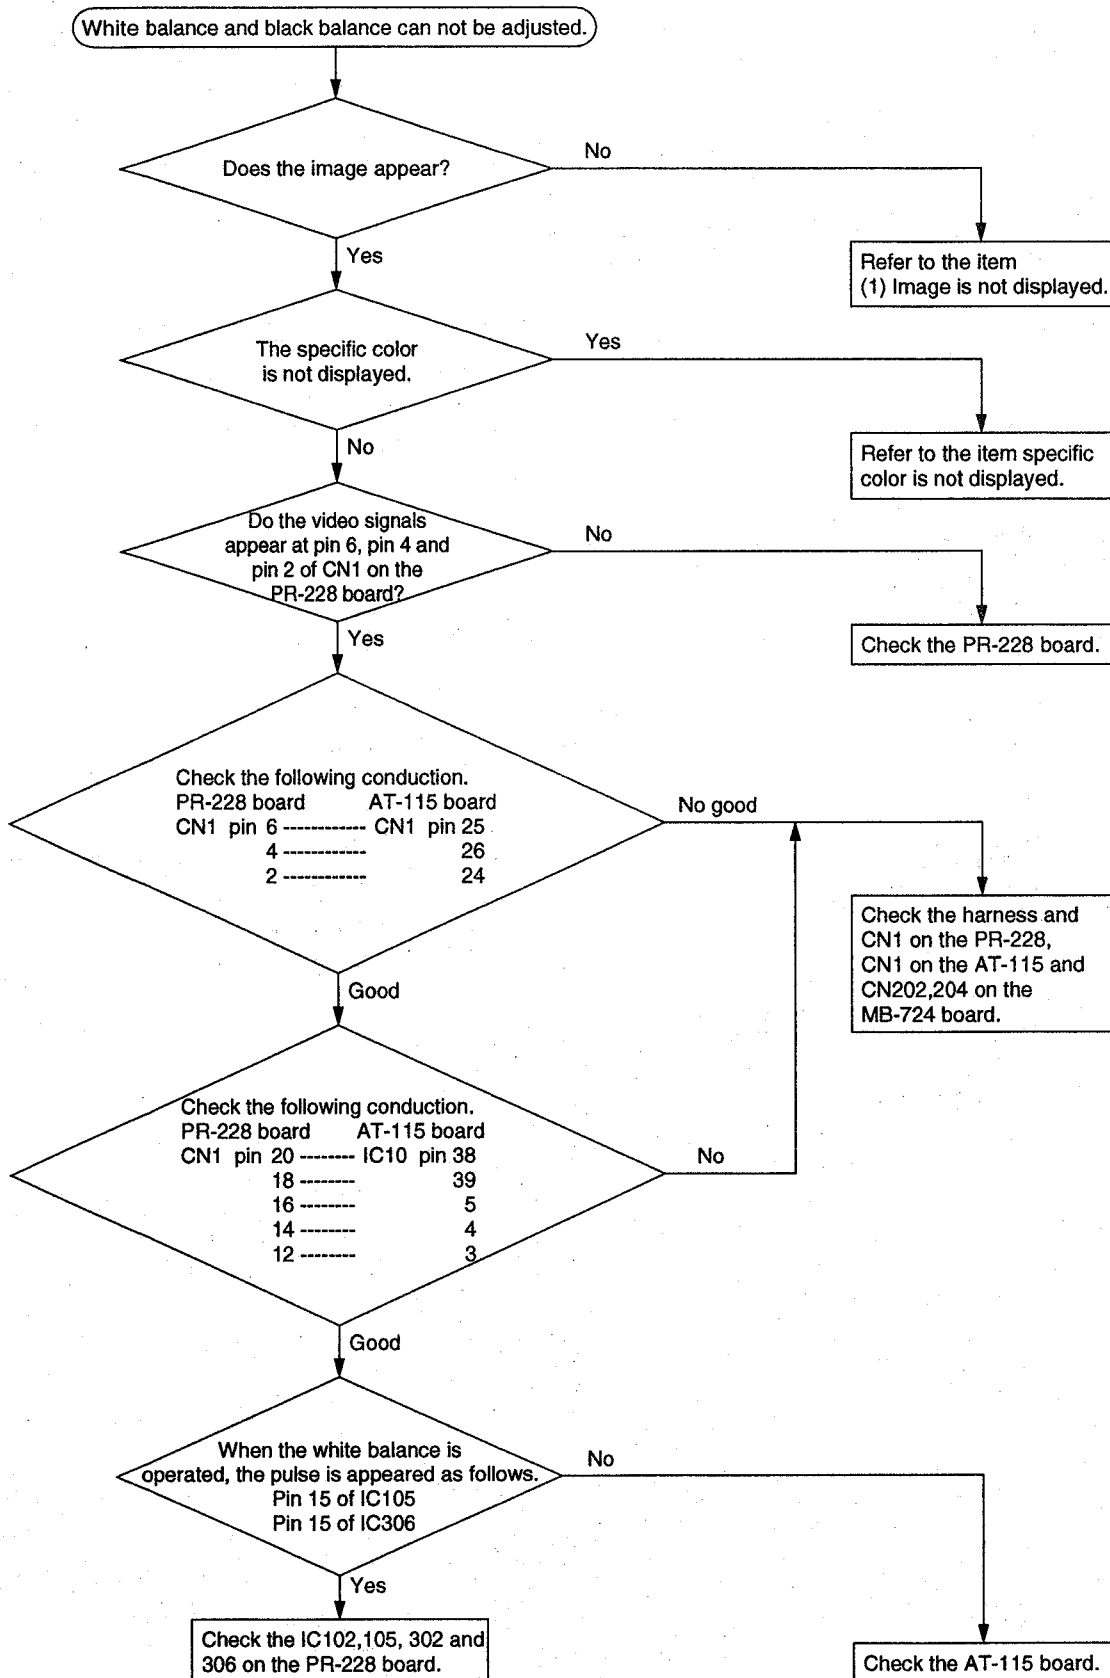 White balance and black balance can not be adjusted.
Does the image appear?
No
Yes
Refer to the item
(1) Image is not displayed.
The specific color
is not displayed.
Yes
No
Refer to the item specific
color is not displayed.
Do the video signals
appear at pin 6, pin 4 and
pin 2 of CN1 on the
PR-228 board?
No
Yes
Check the PR-228 board.
Check the following conduction.
PR-228 board AT-115 board
CN1 pin 6 ------------ CN1 pin 25
4 ------------ 26
2 ------------ 24
No good
Good
Check the harness and
CN1 on the PR-228,
CN1 on the AT-115 and
CN202,204 on the
MB-724 board.
Check the following conduction.
PR-228 board AT-115 board
CN1 pin 20 -------- IC10 pin 38
18 -------- 39
16 -------- 5
14 -------- 4
12 -------- 3
No
Good
When the white balance is
operated, the pulse is appeared as follows.
Pin 15 of IC105
Pin 15 of IC306
No
Yes
Check the IC102,105, 302 and
306 on the PR-228 board.
Check the AT-115 board.